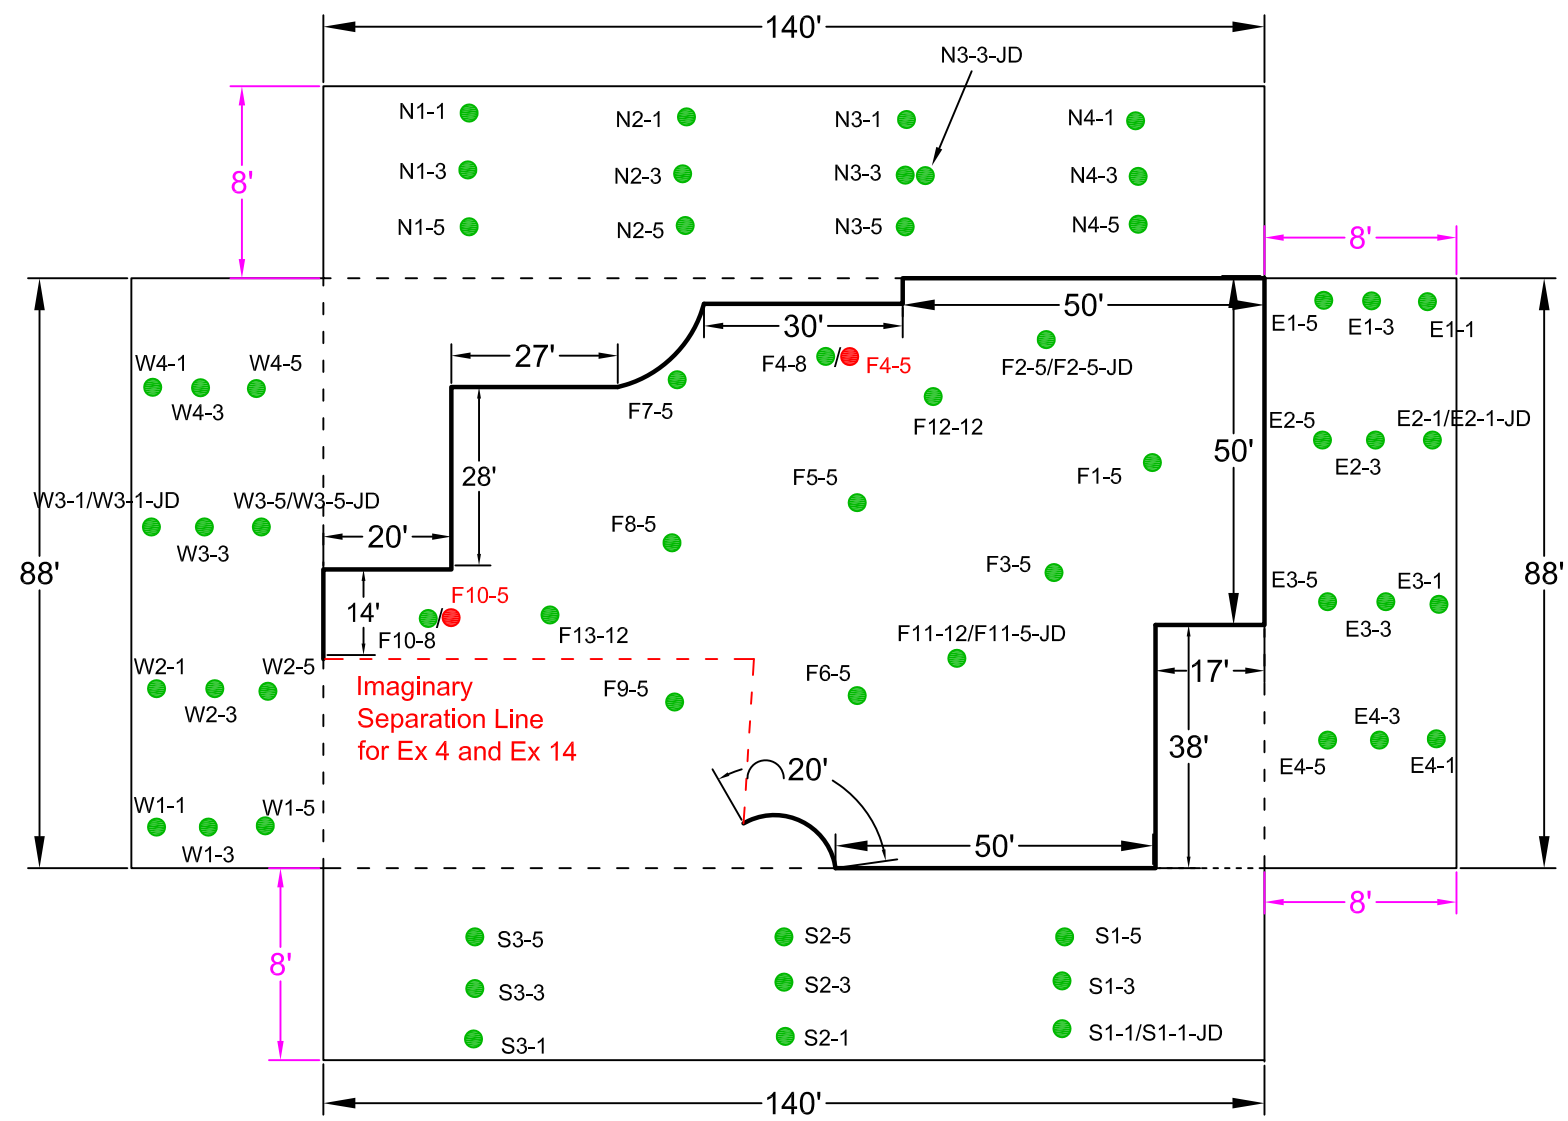 140'
N3-3-JD
N1-1
N2-1
N3-1
N4-1
8'
N1-3
N2-3
N3-3
N4-3
N1-5
N2-5
N3-5
N4-5
8'
50'
30'
E1-5
E1-3
E1-1
27'
F4-8
/
F4-5
F2-5/F2-5-JD
W4-1
W4-5
W4-3
F7-5
F12-12
E2-5
E2-1/E2-1-JD
50'
E2-3
28'
F1-5
W3-1/W3-1-JD
W3-5/W3-5-JD
F5-5
F8-5
20'
W3-3
88'
F3-5
88'
E3-5
E3-1
F10-5
14'
/
F10-8
F13-12
F11-12/F11-5-JD
E3-3
W2-1
W2-5
17'
Imaginary
Separation Line
for Ex 4 and Ex 14
F9-5
F6-5
W2-3
E4-3
38'
E4-5
E4-1
20'
W1-1
W1-5
W1-3
50'
8'
S3-5
S2-5
S1-5
8'
S3-3
S2-3
S1-3
S3-1
S2-1
S1-1/S1-1-JD
140'